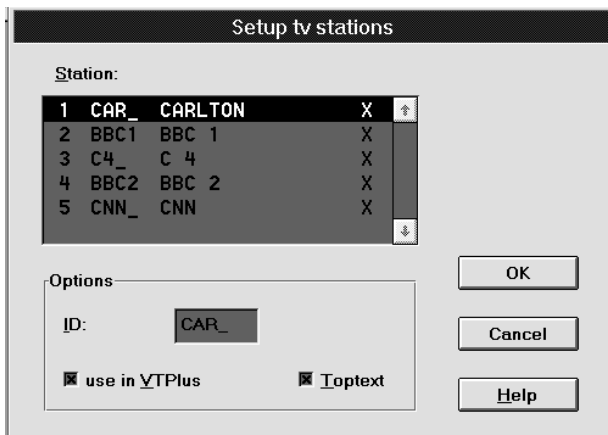 Setup tv stations
Station:
1 CAR_ CARLTON X
2 BBC1 BBC 1 X
3 C4_ C 4 X
4 BBC2 BBC 2 X
5 CNN_ CNN X
Options
ID: CAR_
use in VTPlus
Toptext
OK
Cancel
Help